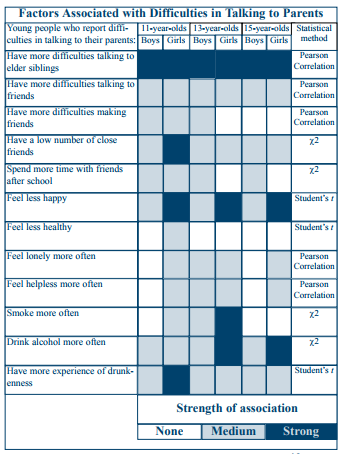 Factors Associated with Difficulties in Talking to Parents
Young people who report diffi-
culties in talking to their parents:
11-year-olds 13-year-olds 15-year-olds
Boys Girls Boys Girls Boys Girls
Statistical
method
Have more difficulties talking to
elder siblings
Pearson
Correlation
Have more difficulties talking to
friends
Pearson
Correlation
Have more difficulties making
friends
Pearson
Correlation
Have a low number of close
friends
χ2
Spend more time with friends
after school
χ2
Feel less happy
Student's t
Feel less healthy
Student's t
Feel lonely more often
Pearson
Correlation
Feel helpless more often
Pearson
Correlation
Smoke more often
χ2
Drink alcohol more often
χ2
Have more experience of drunk-
enness
Student's t
Strength of association
None Medium Strong